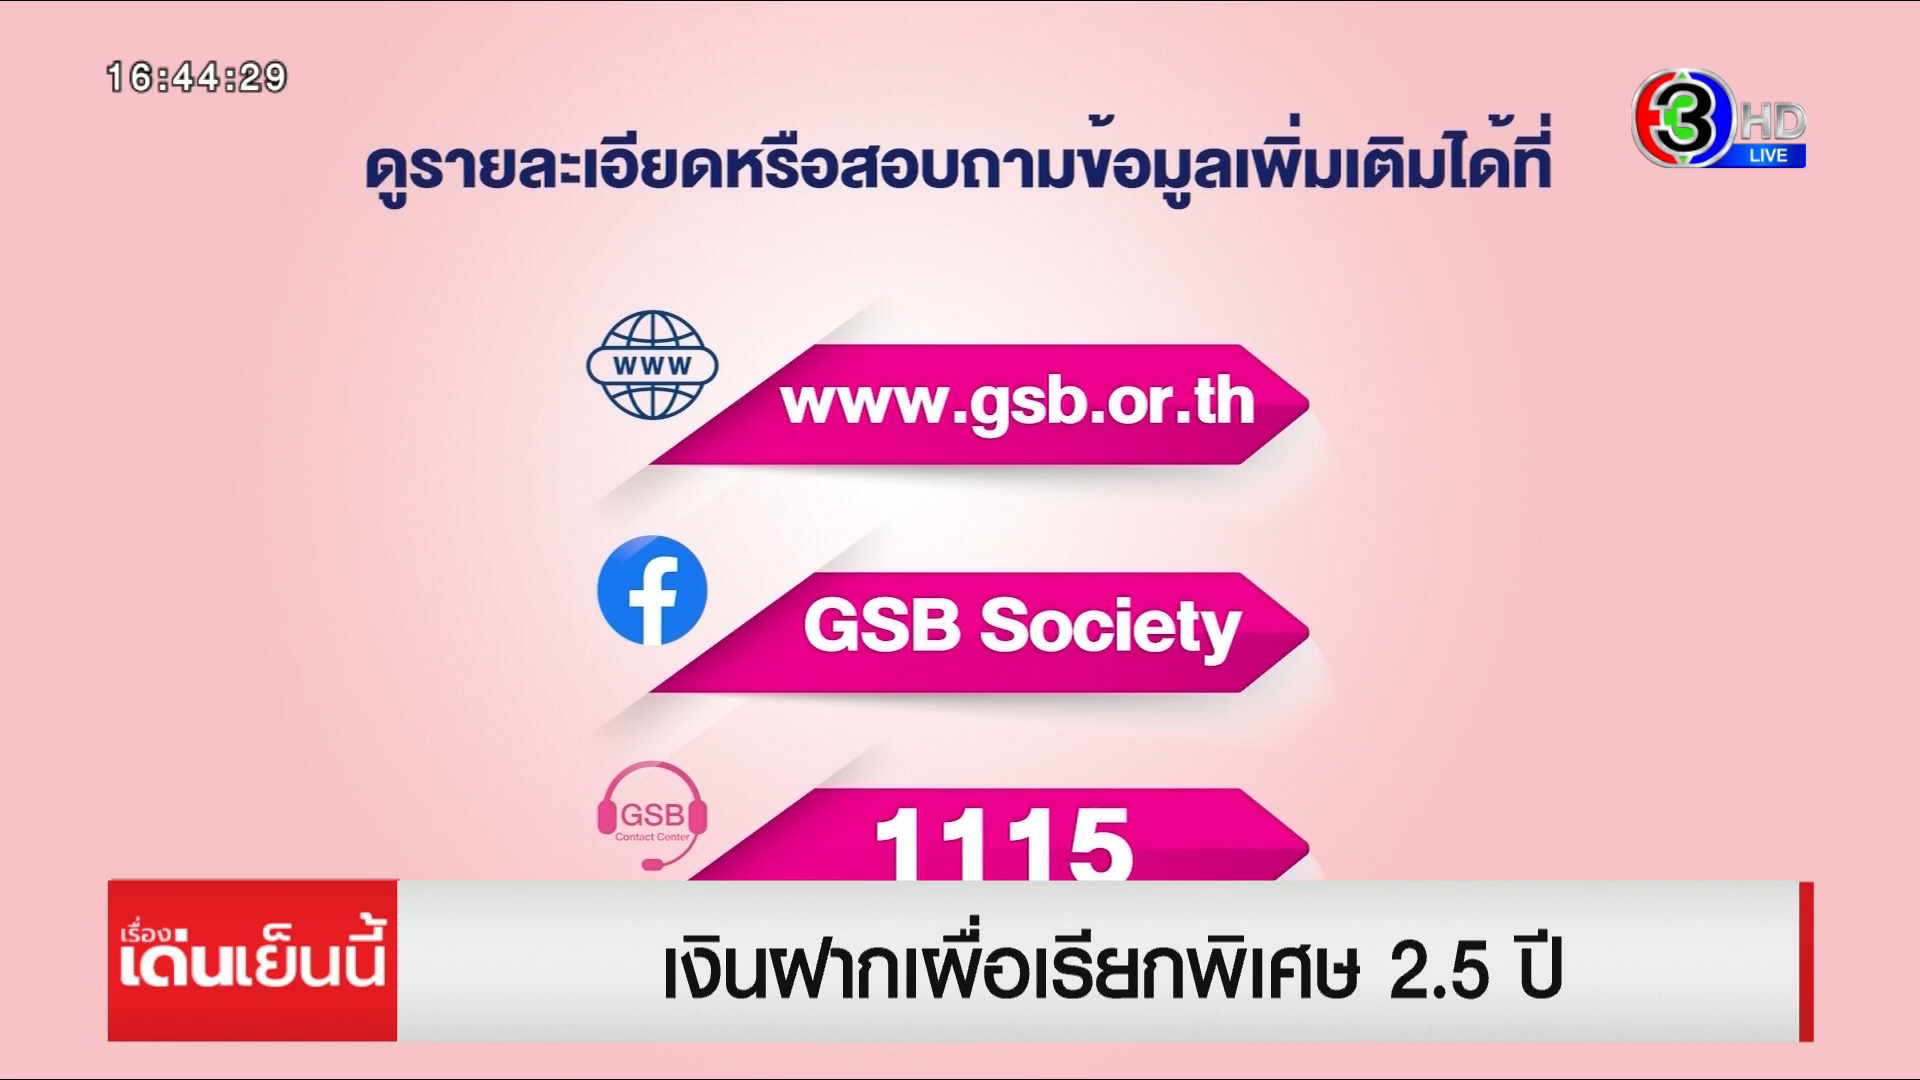 16:44:29
3 HD
LIVE
ดูรายละเอียดหรือสอบถามข้อมูลเพิ่มเติมได้ที่
WWW
www.gsb.or.th
f
GSB Society
GSB
Contact Center
1115
เรื่อง
เด่นเย็นนี้
เงินฝากเผื่อเรียกพิเศษ 2.5 ปี